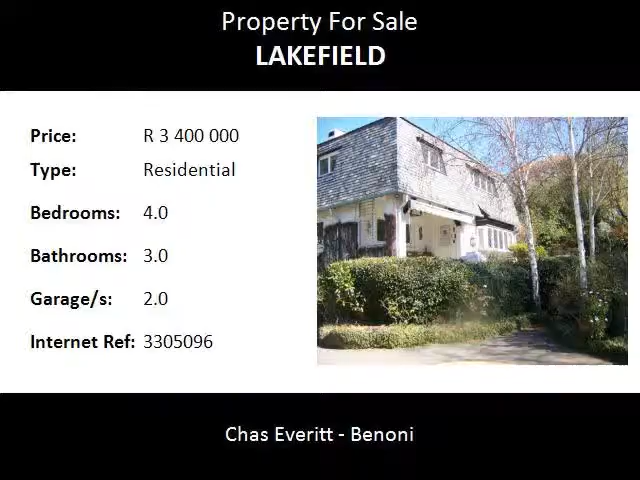 Property For Sale
LAKEFIELD
Price: R 3 400 000
Type: Residential
Bedrooms: 4.0
Bathrooms: 3.0
Garage/s: 2.0
Internet Ref: 3305096
Chas Everitt - Benoni